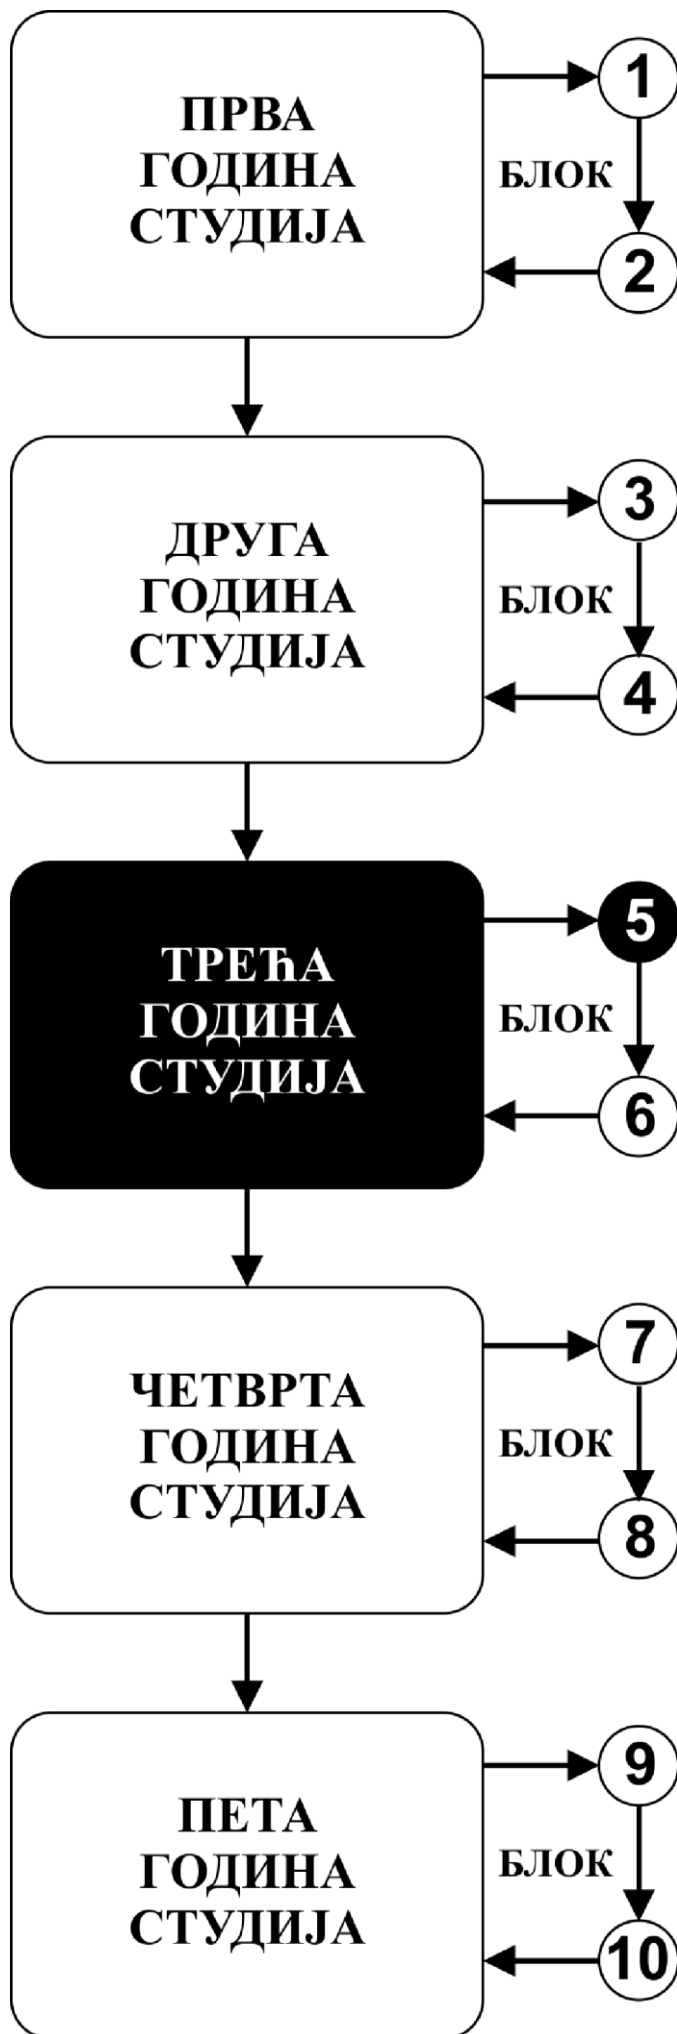 ПРВА
ГОДИНА
СТУДИЈА
1
БЛОК
2
ДРУГА
ГОДИНА
СТУДИЈА
3
БЛОК
4
ТРЕЋА
ГОДИНА
СТУДИЈА
5
БЛОК
6
ЧЕТВРТА
ГОДИНА
СТУДИЈА
7
БЛОК
8
ПЕТА
ГОДИНА
СТУДИЈА
9
БЛОК
10